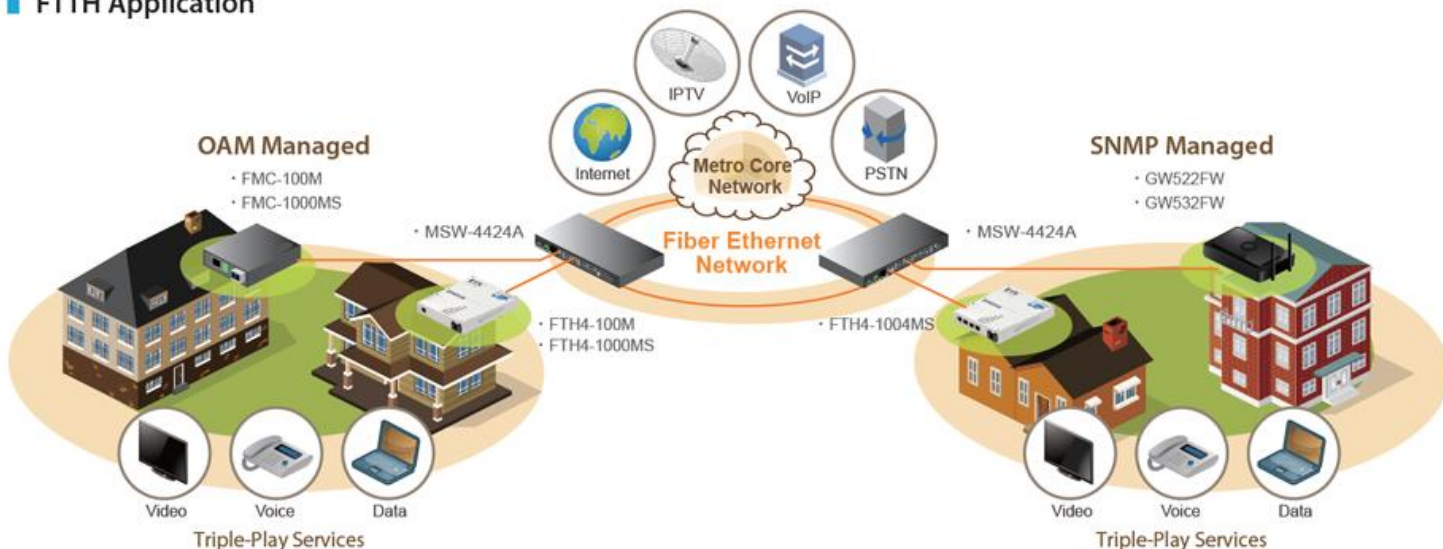 FTTH Application
IPTV
VoIP
Internet
PSTN
Metro Core
Network
OAM Managed
· FMC-100M
· FMC-1000MS
SNMP Managed
· GW522FW
· GW532FW
· MSW-4424A
Fiber Ethernet
Network
· MSW-4424A
· FTH4-100M
· FTH4-1000MS
· FTH4-1004MS
Video
Voice
Data
Triple-Play Services
Video
Voice
Data
Triple-Play Services